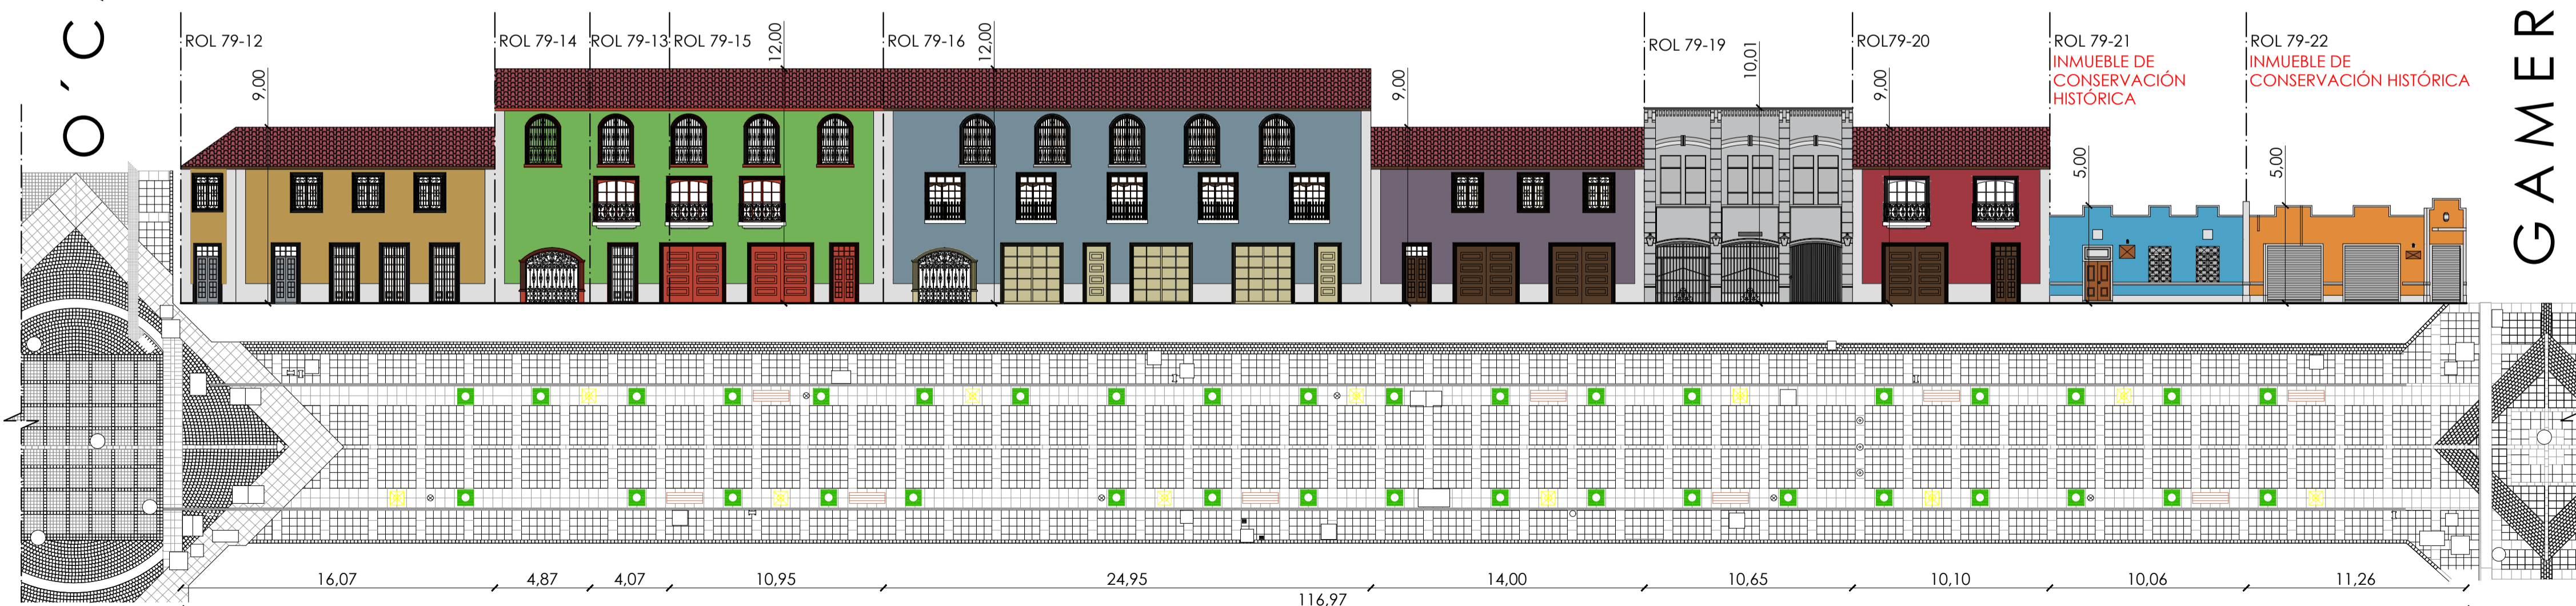 O´C
ROL 79-12
ROL 79-14
ROL 79-13
ROL 79-15
ROL 79-16
ROL 79-19
ROL79-20
ROL 79-21
INMUEBLE DE
CONSERVACIÓN
HISTÓRICA
ROL 79-22
INMUEBLE DE
CONSERVACIÓN HISTÓRICA
GAMER
9,00
12,00
12,00
9,00
10,01
9,00
5,00
5,00
16,07
4,87
4,07
10,95
24,95
14,00
10,65
10,10
10,06
11,26
116,97